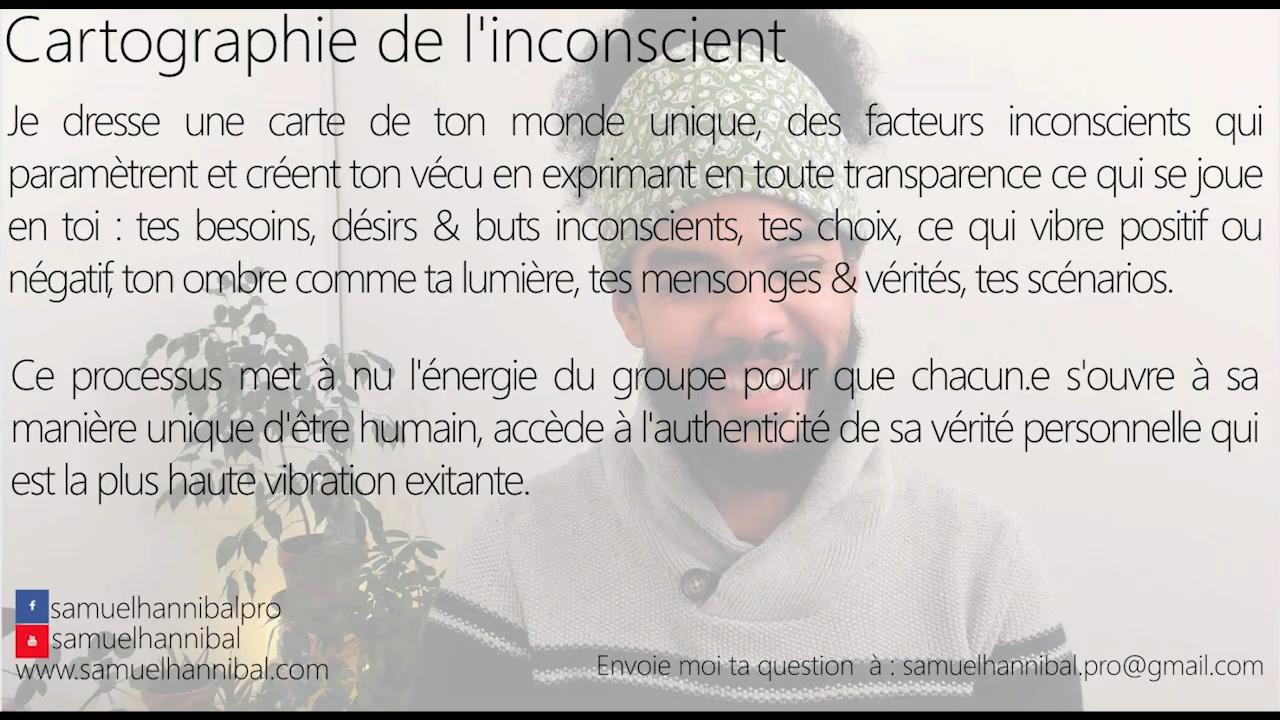 Cartographie de l'inconscient
Je dresse une carte de ton monde unique, des facteurs inconscients qui
paramètrent et créent ton vécu en exprimant en toute transparence ce qui se joue
en toi : tes besoins, désirs & buts inconscients, tes choix, ce qui vibre positif ou
négatif, ton ombre comme ta lumière, tes mensonges & vérités, tes scénarios.
Ce processus met à nu l'énergie du groupe pour que chacun.e s'ouvre à sa
manière unique d'être humain, accède à l'authenticité de sa vérité personnelle qui
est la plus haute vibration exitante.
samuelhannibalpro
samuelhannibal
www.samuelhannibal.com
Envoie moi ta question à : samuelhannibal.pro@gmail.com